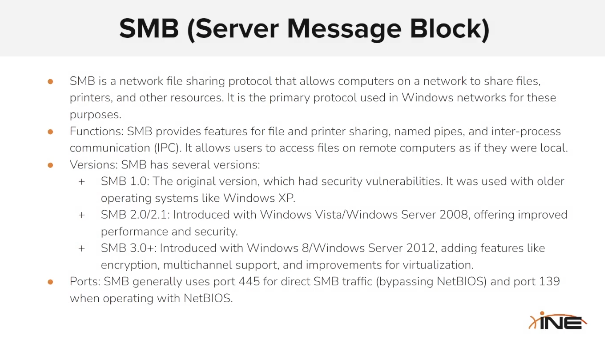 SMB (Server Message Block)
● SMB is a network file sharing protocol that allows computers on a network to share files,
printers, and other resources. It is the primary protocol used in Windows networks for these
purposes.
● Functions: SMB provides features for file and printer sharing, named pipes, and inter-process
communication (IPC). It allows users to access files on remote computers as if they were local.
● Versions: SMB has several versions:
+ SMB 1.0: The original version, which had security vulnerabilities. It was used with older
operating systems like Windows XP.
+ SMB 2.0/2.1: Introduced with Windows Vista/Windows Server 2008, offering improved
performance and security.
+ SMB 3.0+: Introduced with Windows 8/Windows Server 2012, adding features like
encryption, multichannel support, and improvements for virtualization.
● Ports: SMB generally uses port 445 for direct SMB traffic (bypassing NetBIOS) and port 139
when operating with NetBIOS.
INE